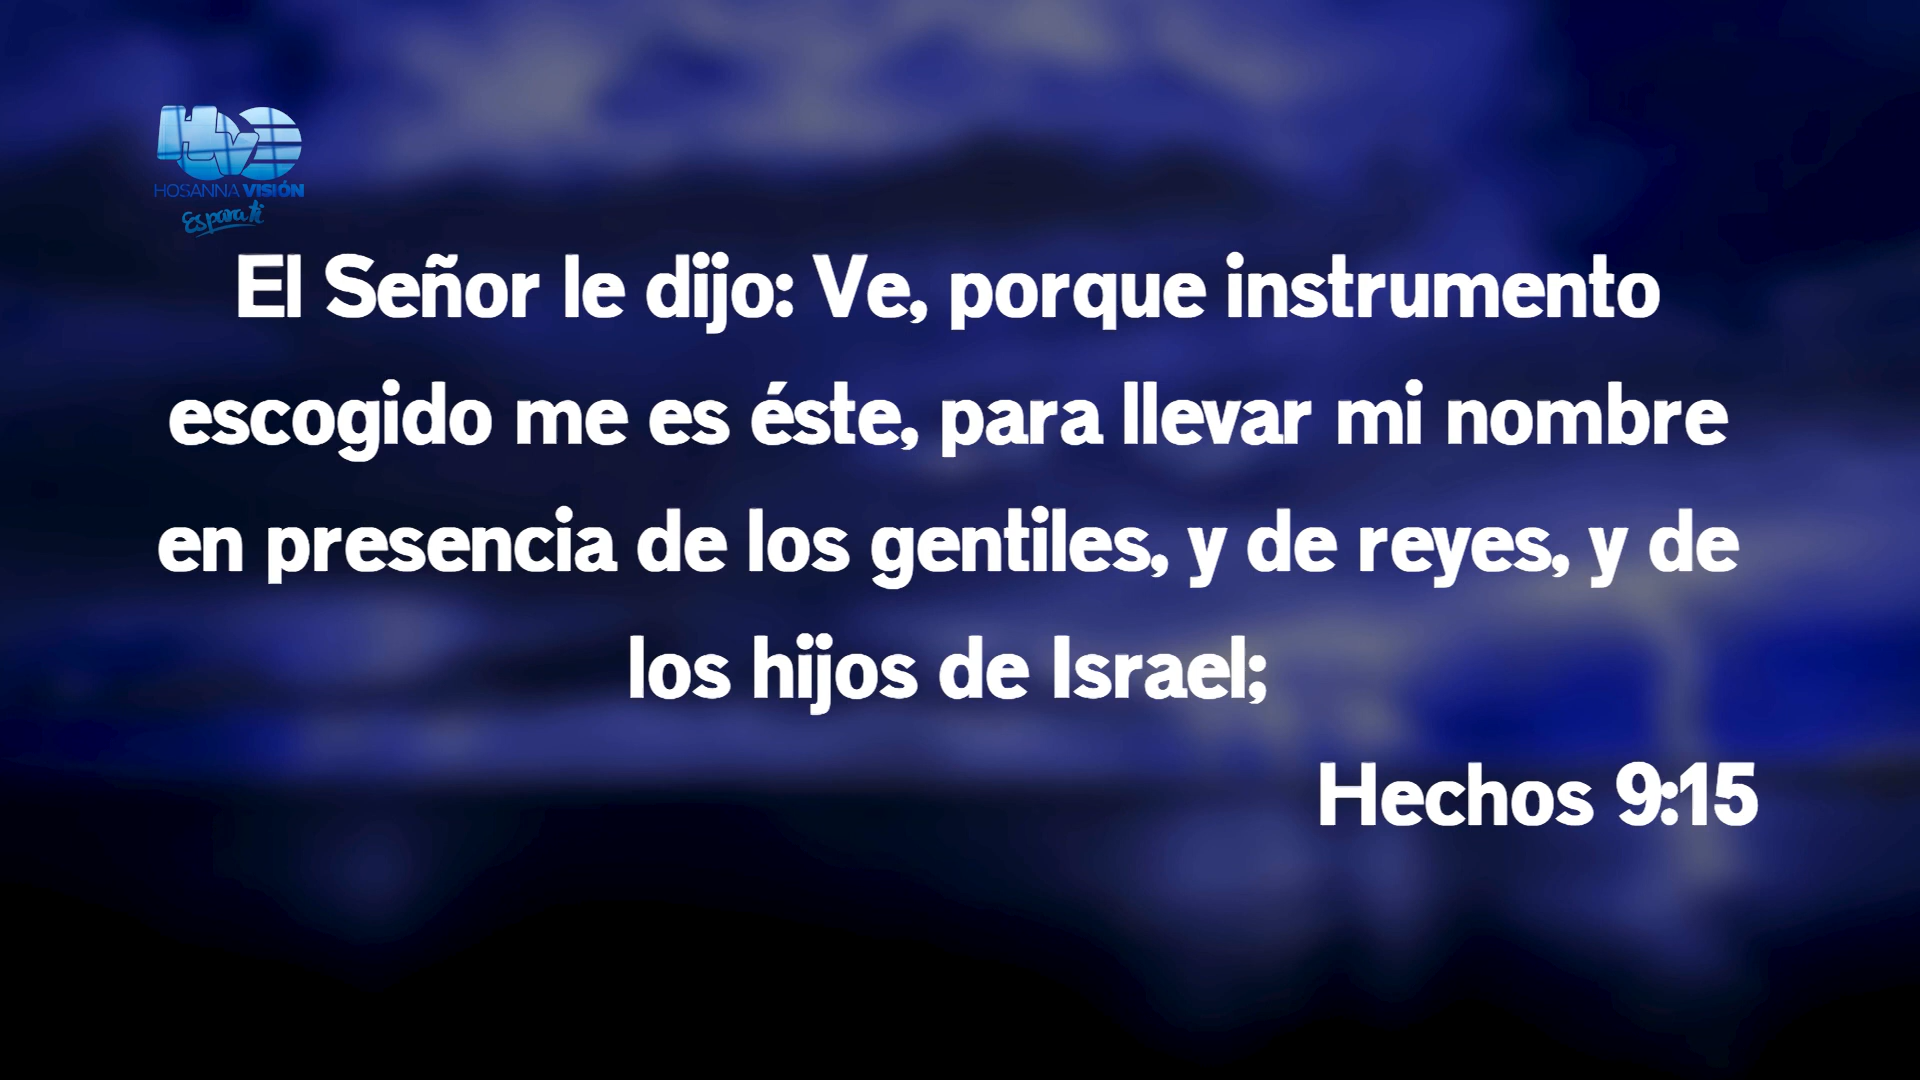 HV
HOSANNA VISIÓN
Es para ti
El Señor le dijo: Ve, porque instrumento
escogido me es éste, para llevar mi nombre
en presencia de los gentiles, y de reyes, y de
los hijos de Israel;
Hechos 9:15